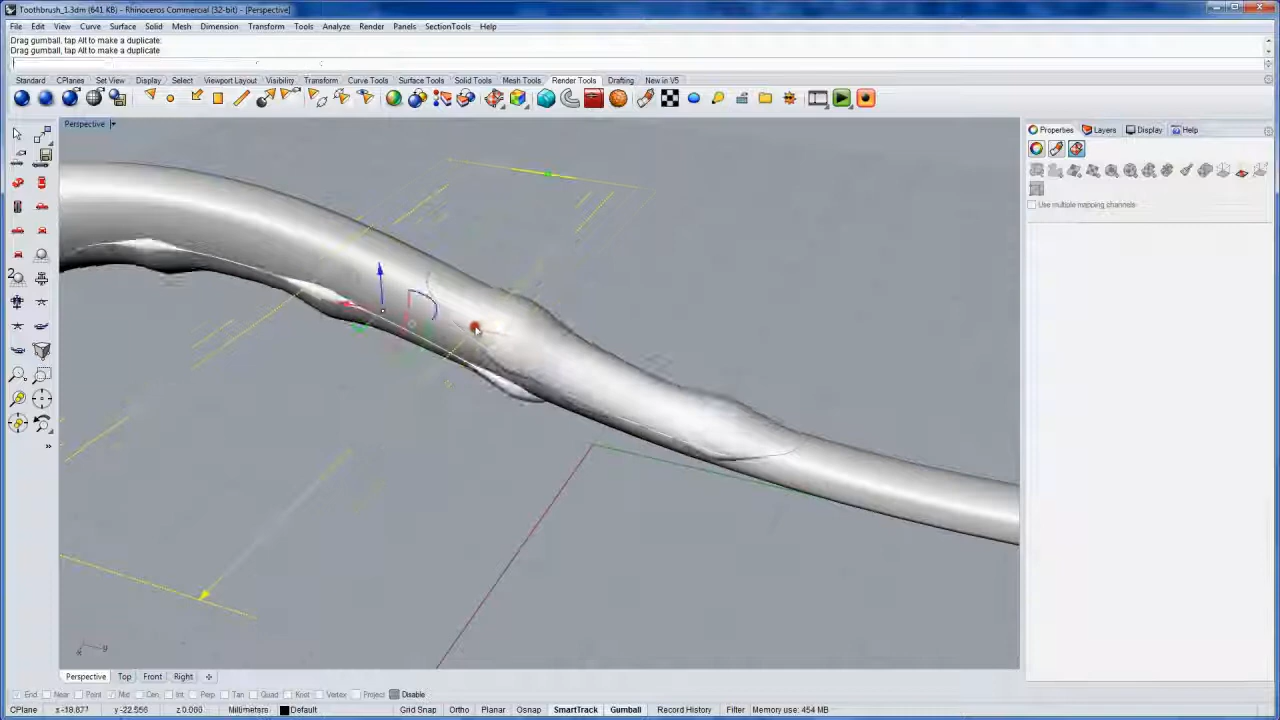 Toothbrush_1.3dm (641 KB) - Rhinoceros Commercial (32-bit) - [Perspective]
File Edit View Curve Surface Solid Mesh Dimension Transform Tools Analyze Render Panels SectionTools Help
Drag gumball, tap Alt to make a duplicate:
Drag gumball, tap Alt to make a duplicate
Standard CPlanes Set View Display Select Viewport Layout Visibility Transform Curve Tools Surface Tools Solid Tools Mesh Tools Render Tools Drafting New in V5
Perspective
Properties Layers Display Help
Use multiple mapping channels
2
x y
Perspective Top Front Right
End Near Point Mid Cen Int Perp Tan Quad Knot Vertex Project Disable
CPlane x -18.877 y -22.556 z 0.000 Millimeters Default Grid Snap Ortho Planar Osnap SmartTrack Gumball Record History Filter Memory use: 454 MB